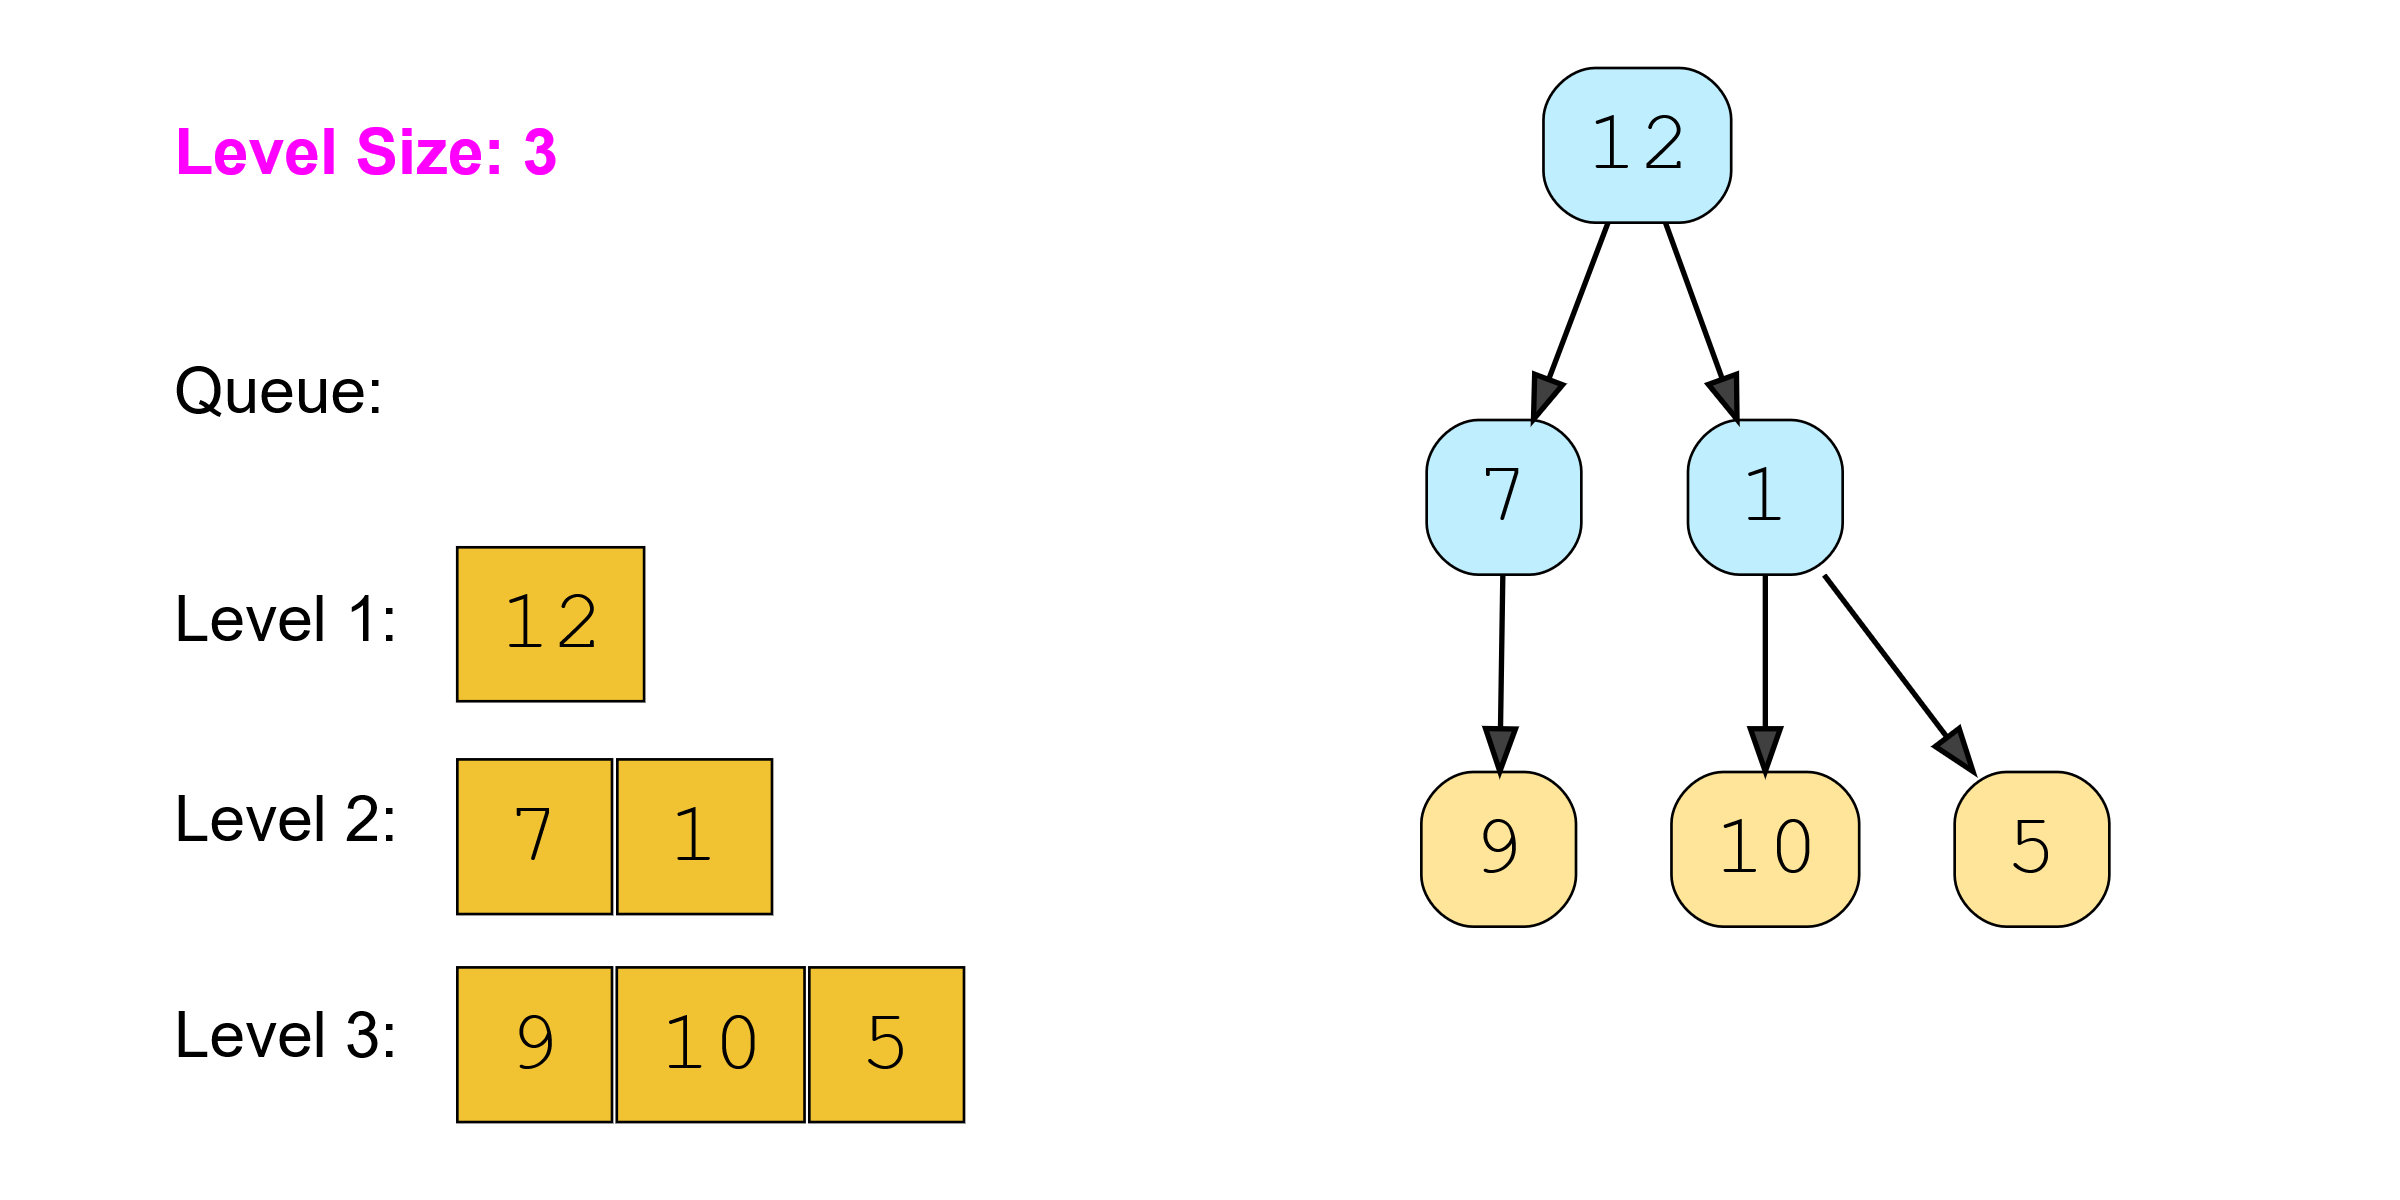 Level Size: 3
Queue:
Level 1: 12
Level 2: 7 1
Level 3: 9 10 5
12
7 1
9 10 5